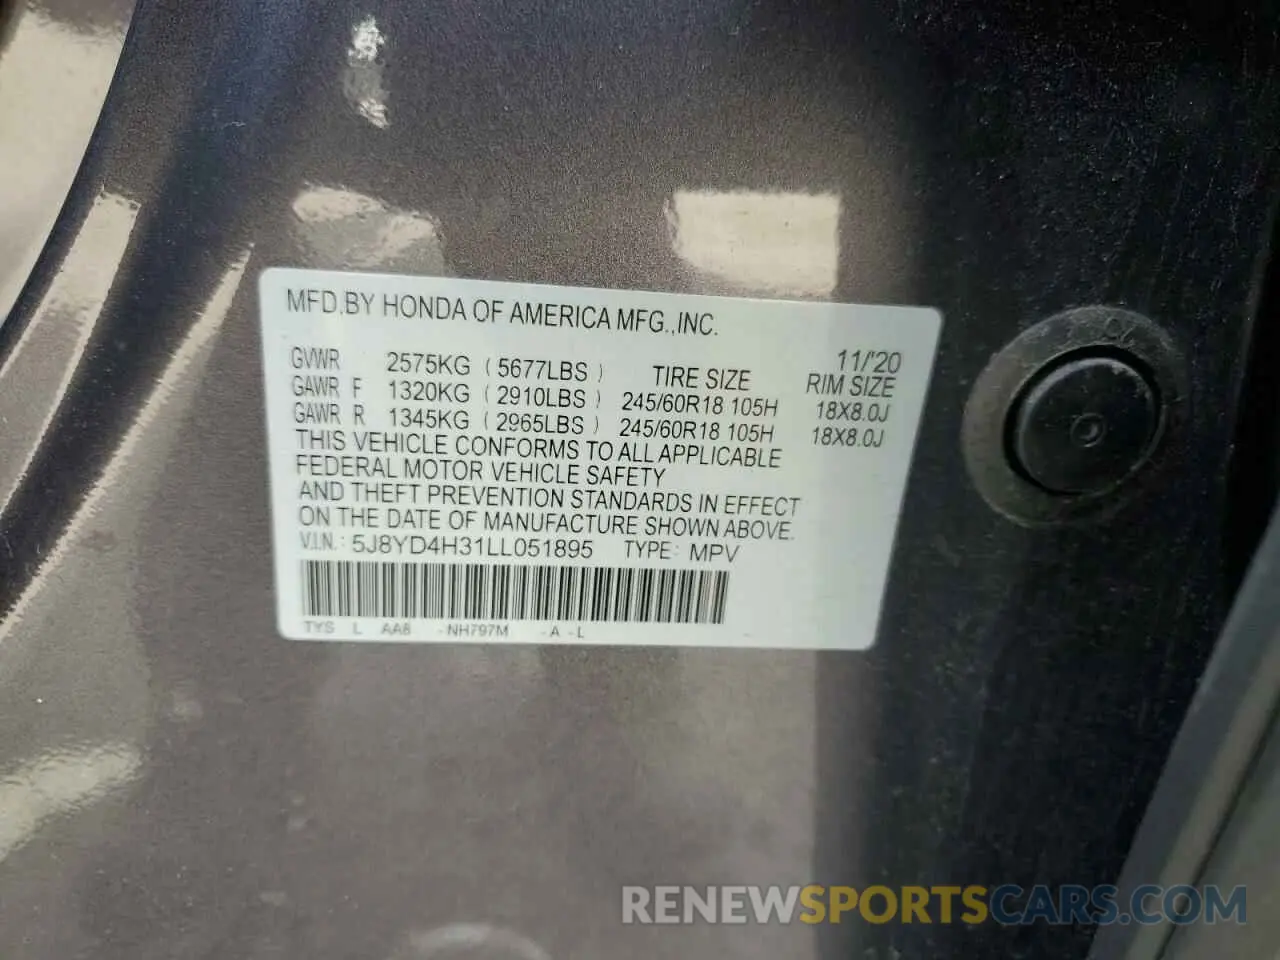 MFD.BY HONDA OF AMERICA MFG.,INC.
11/'20
GVWR 2575KG (5677LBS) TIRE SIZE RIM SIZE
GAWR F 1320KG (2910LBS) 245/60R18 105H 18X8.0J
GAWR R 1345KG (2965LBS) 245/60R18 105H 18X8.0J
THIS VEHICLE CONFORMS TO ALL APPLICABLE
FEDERAL MOTOR VEHICLE SAFETY
AND THEFT PREVENTION STANDARDS IN EFFECT
ON THE DATE OF MANUFACTURE SHOWN ABOVE.
V.I.N.: 5J8YD4H31LL051895 TYPE: MPV
TYS L AA8 -NH797M -A -L
RENEWSPORTSCARS.COM